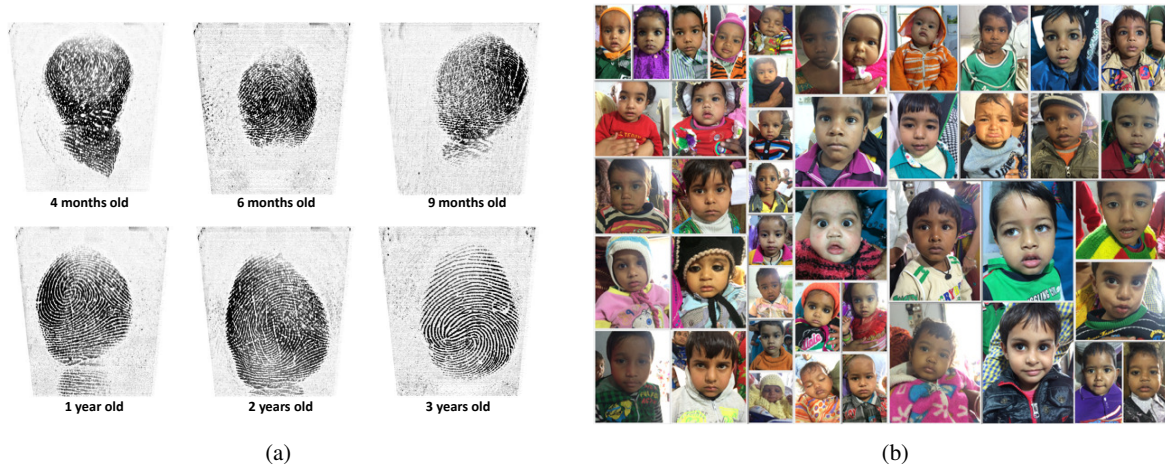 4 months old
6 months old
9 months old
1 year old
2 years old
3 years old
(a)
(b)